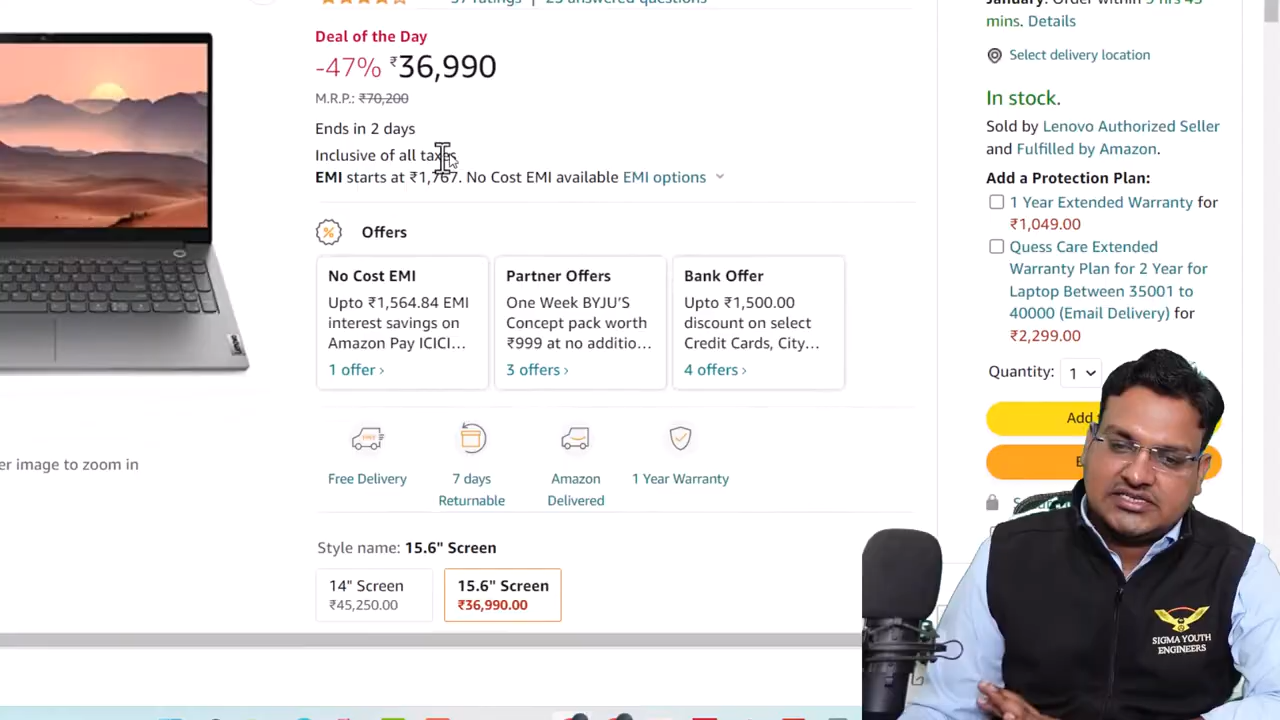 Deal of the Day
-47% ₹36,990
M.R.P.: ₹70,200
Ends in 2 days
Inclusive of all taxes
EMI starts at ₹1,767. No Cost EMI available EMI options
Offers
No Cost EMI
Upto ₹1,564.84 EMI
interest savings on
Amazon Pay ICICI...
1 offer ›
Partner Offers
One Week BYJU'S
Concept pack worth
₹999 at no additio...
3 offers ›
Bank Offer
Upto ₹1,500.00
discount on select
Credit Cards, City...
4 offers ›
Free Delivery
7 days
Returnable
Amazon
Delivered
1 Year Warranty
Style name: 15.6" Screen
14" Screen
₹45,250.00
15.6" Screen
₹36,990.00
er image to zoom in
Lenovo
mins. Details
Select delivery location
In stock.
Sold by Lenovo Authorized Seller
and Fulfilled by Amazon.
Add a Protection Plan:
1 Year Extended Warranty for
₹1,049.00
Quess Care Extended
Warranty Plan for 2 Year for
Laptop Between 35001 to
40000 (Email Delivery) for
₹2,299.00
Quantity: 1
Add
SIGMA YOUTH
ENGINEERS